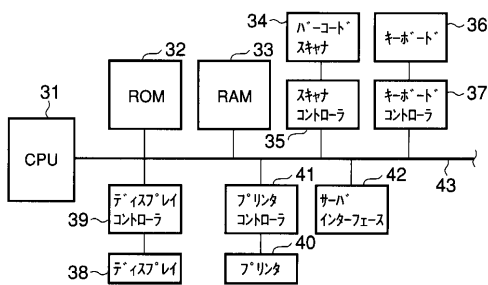 34
バーコード
スキャナ
36
キーボード
32
ROM
33
RAM
31
CPU
スキャナ
コントローラ
35
キーボード
コントローラ
37
43
ディスプレイ
コントローラ
39
41
プリンタ
コントローラ
42
サーバ
インターフェース
40
プリンタ
38
ディスプレイ